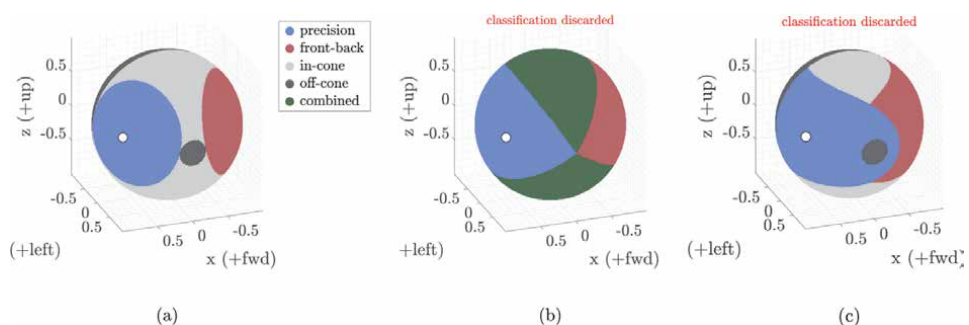 classification discarded
classification discarded
precision
front-back
in-cone
off-cone
combined
z (+up)
0.5
0
-0.5
-0.5
0
0.5
(+left)
0.5
0
-0.5
x (+fwd)
z (+up)
0.5
0
-0.5
-0.5
0
0.5
+left)
0.5
0
-0.5
x (+fwd)
z (+up)
0.5
0
-0.5
-0.5
0
0.5
(+left)
0.5
0
-0.5
x (+fwd)
(a)
(b)
(c)